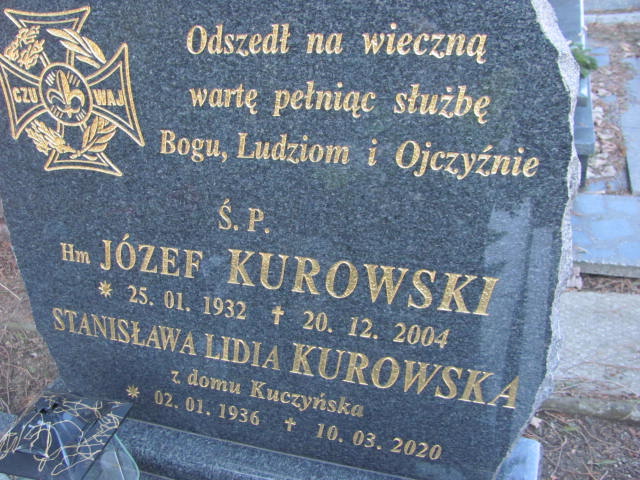 CZUWAJ
Odszedł na wieczną
wartę pełniąc służbę
Bogu, Ludziom i Ojczyźnie
Ś. P.
Hm JÓZEF KUROWSKI
* 25. 01. 1932 † 20. 12. 2004
STANISŁAWA LIDIA KUROWSKA
z domu Kuczyńska
* 02. 01. 1936 † 10. 03. 2020